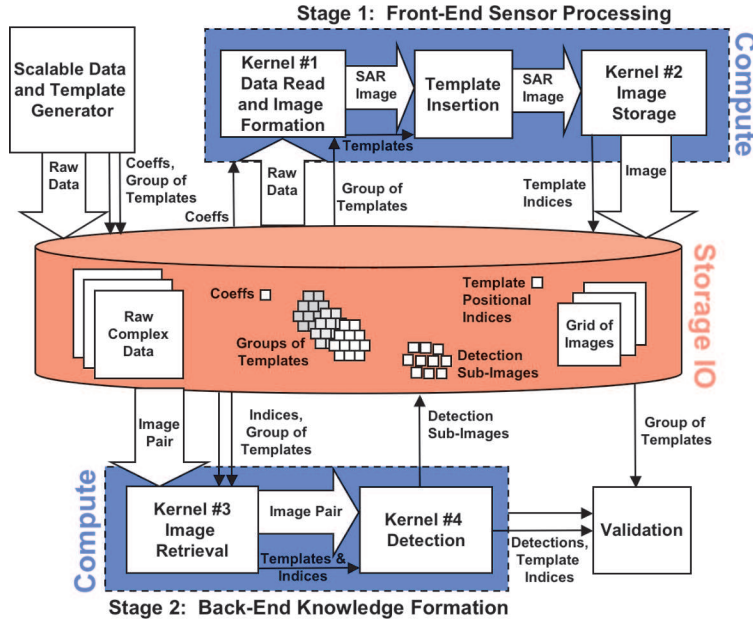 Stage 1: Front-End Sensor Processing
Scalable Data
and Template
Generator
Kernel #1
Data Read
and Image
Formation
SAR
Image
Template
Insertion
SAR
Image
Kernel #2
Image
Storage
Compute
Templates
Raw
Data
Coeffs,
Group of
Templates
Coeffs
Raw
Data
Group of
Templates
Template
Indices
Image
Raw
Complex
Data
Coeffs
Groups of
Templates
Template
Positional
Indices
Detection
Sub-Images
Grid of
Images
Storage IO
Image
Pair
Indices,
Group of
Templates
Detection
Sub-Images
Group of
Templates
Compute
Kernel #3
Image
Retrieval
Image Pair
Templates &
Indices
Kernel #4
Detection
Detections,
Template
Indices
Validation
Stage 2: Back-End Knowledge Formation